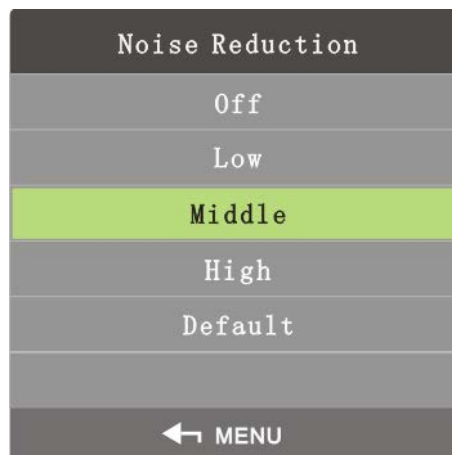 Noise Reduction
Off
Low
Middle
High
Default
MENU